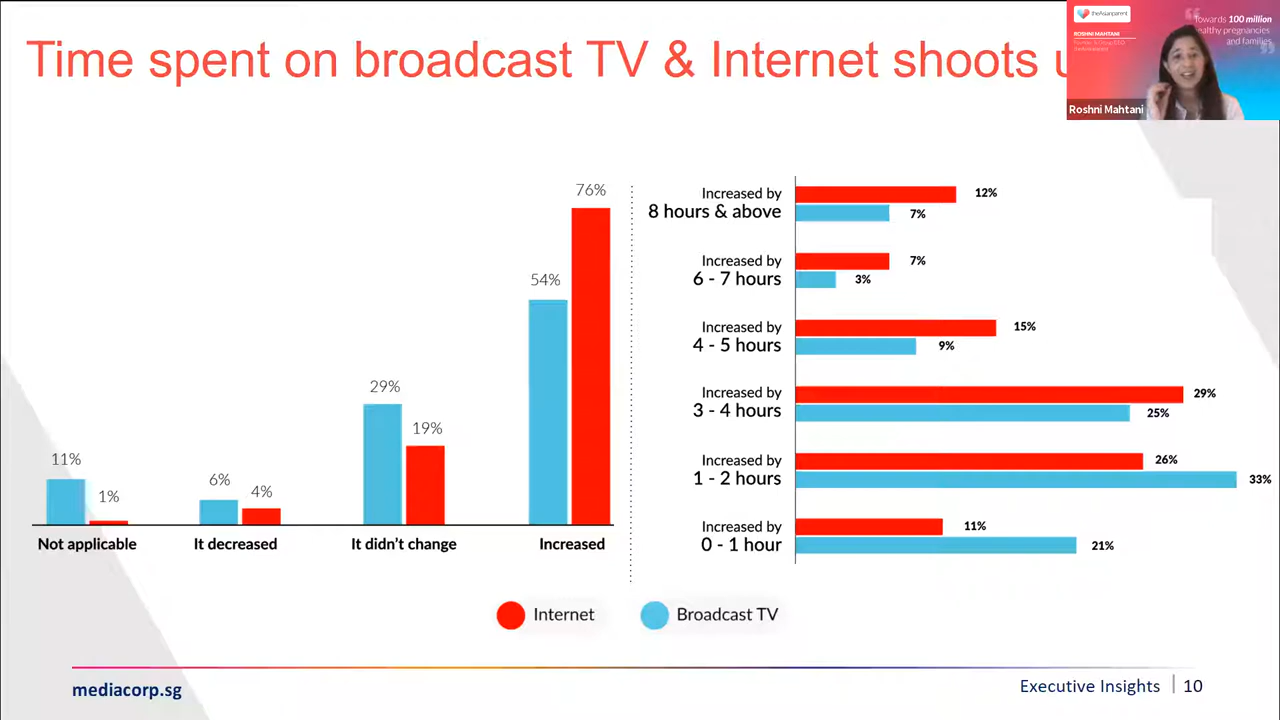 Time spent on broadcast TV & Internet shoots
theAsianparent
ROSHNI MAHTANI
Towards 100 million
healthy pregnancies
and families
Roshni Mahtani
76%
54%
29%
19%
11%
1%
6%
4%
Not applicable
It decreased
It didn't change
Increased
Increased by
8 hours & above
12%
7%
Increased by
6 - 7 hours
7%
3%
Increased by
4 - 5 hours
15%
9%
Increased by
3 - 4 hours
29%
25%
Increased by
1 - 2 hours
26%
33%
Increased by
0 - 1 hour
11%
21%
Internet
Broadcast TV
mediacorp.sg
Executive Insights | 10